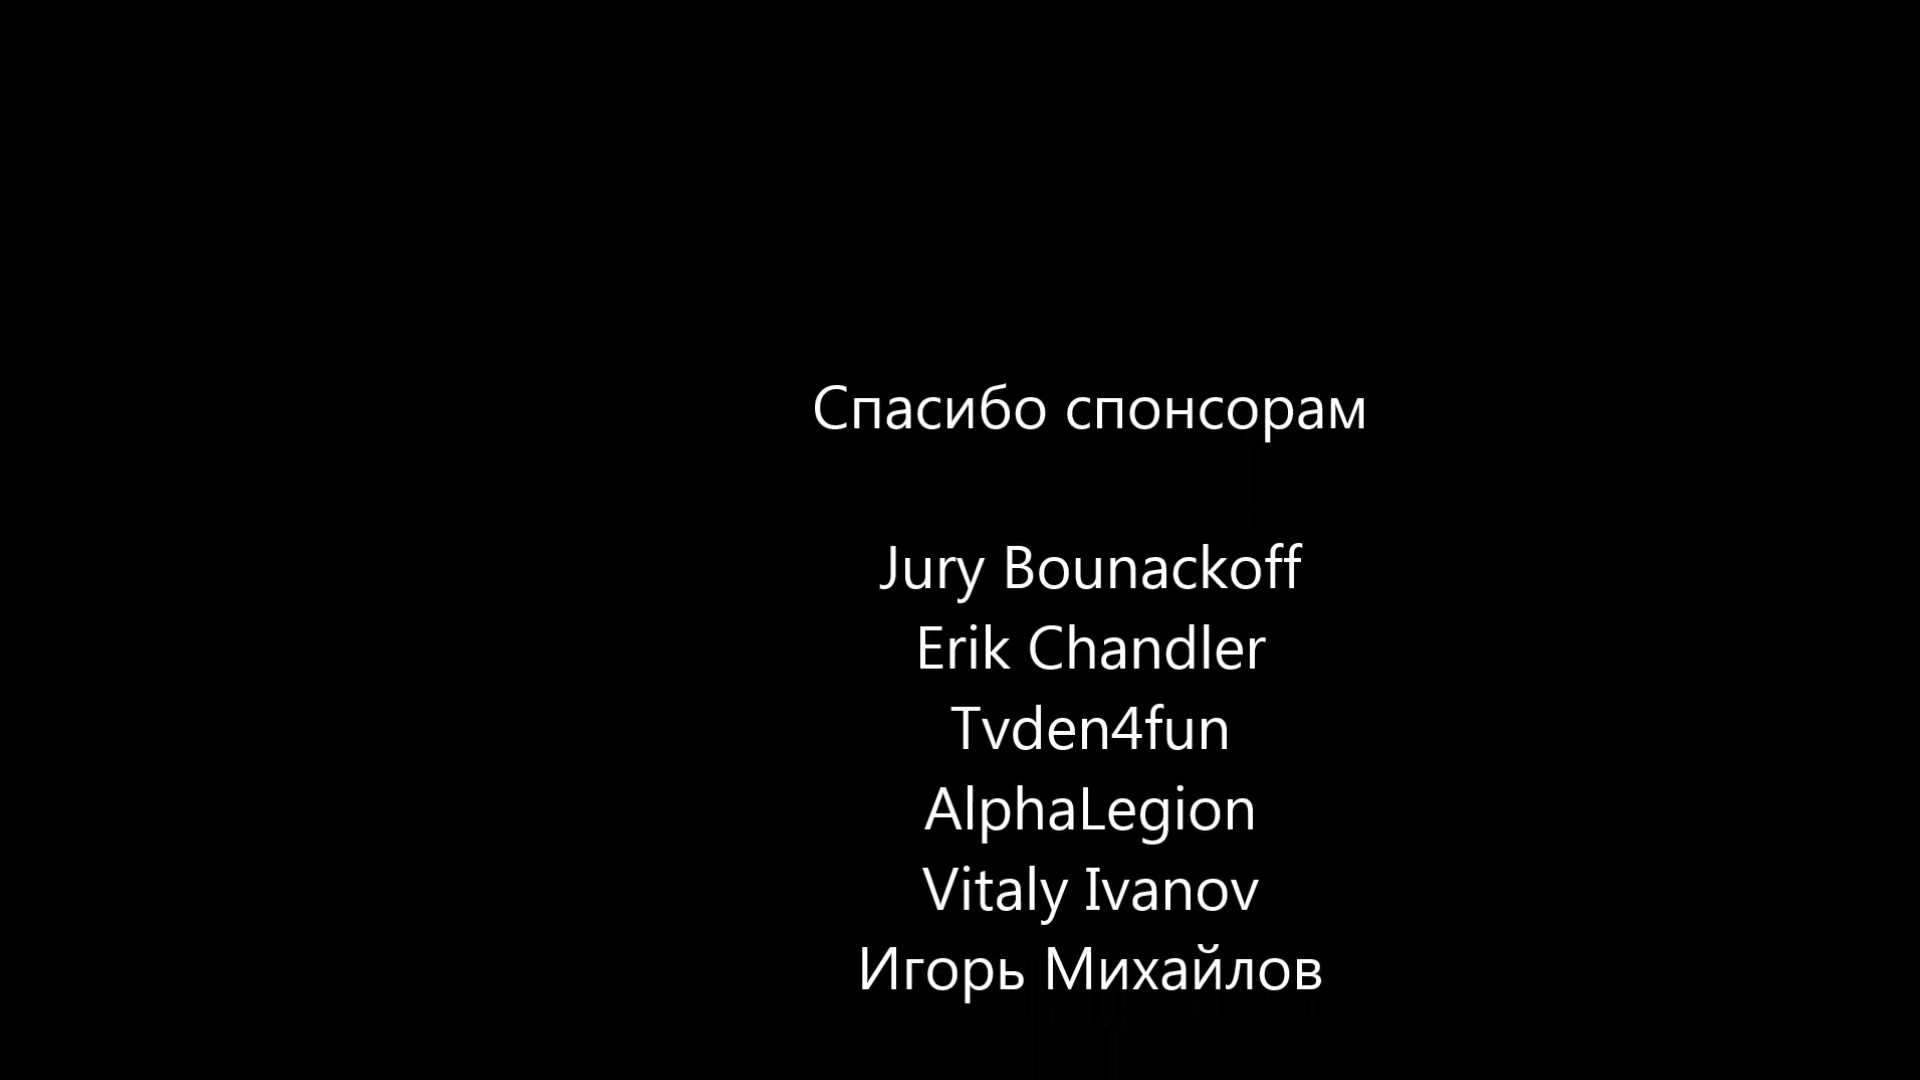 Спасибо спонсорам
Jury Bounackoff
Erik Chandler
Tvden4fun
AlphaLegion
Vitaly Ivanov
Игорь Михайлов